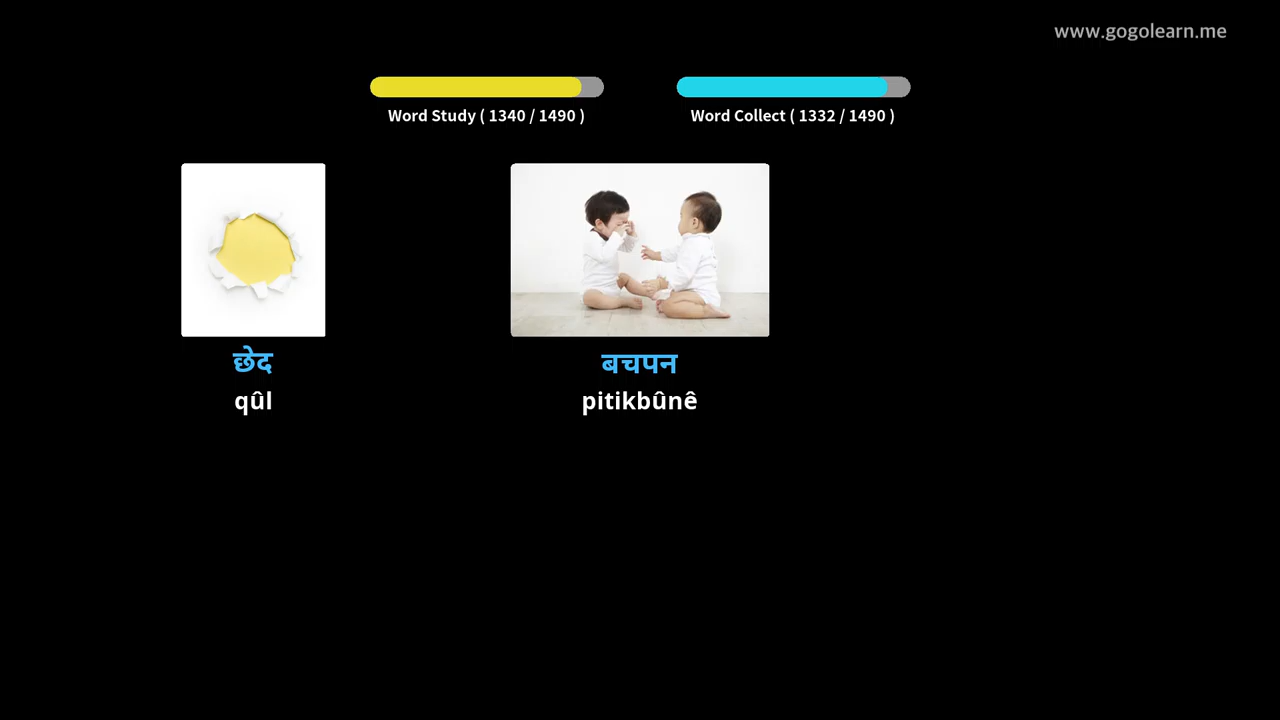 www.gogolearn.me
Word Study ( 1340 / 1490 )
Word Collect ( 1332 / 1490 )
छेद
qûl
बचपन
pitikbûnê